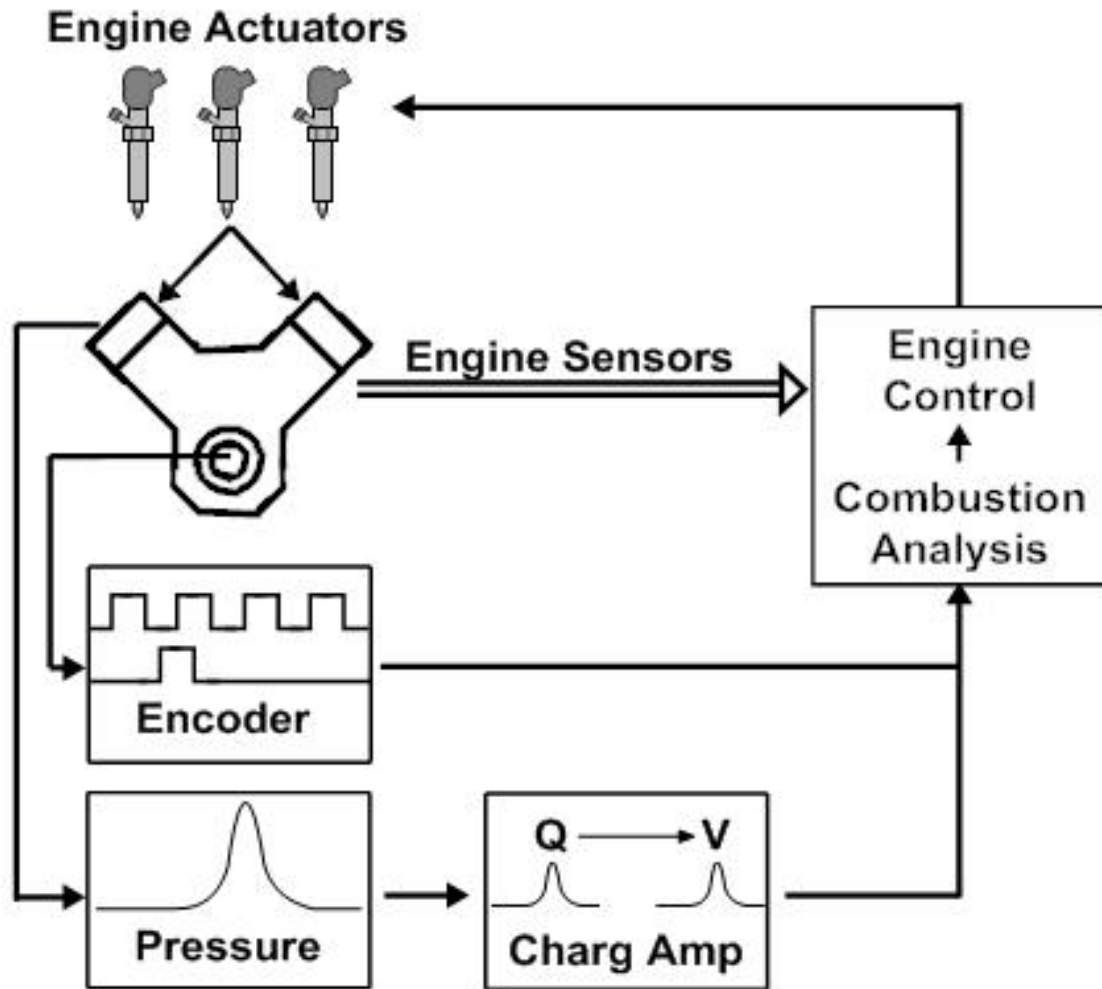 Engine Actuators
Engine Sensors
Engine
Control
Combustion
Analysis
Encoder
Q V
Pressure
Charg Amp